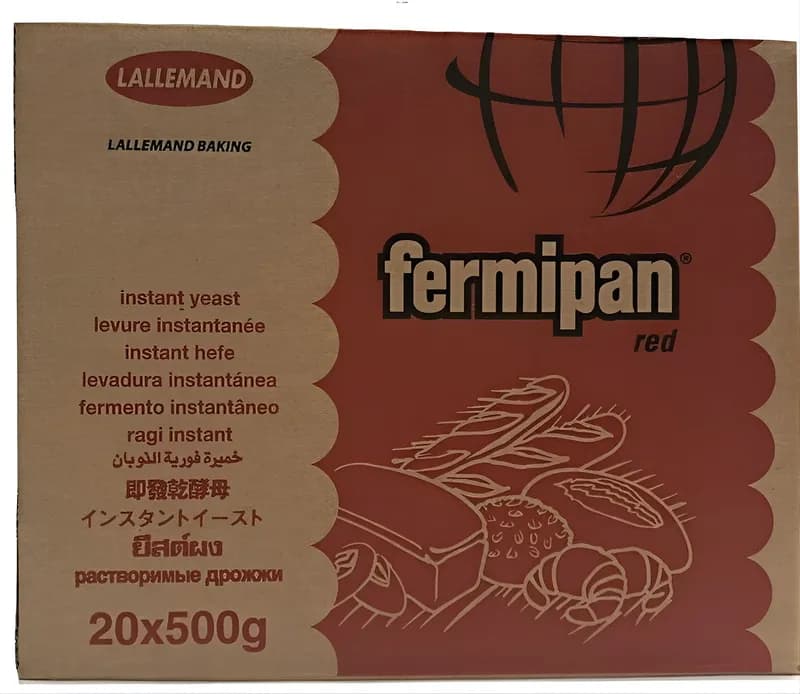 LALLEMAND
LALLEMAND BAKING
fermipan®
red
instant yeast
levure instantanée
instant hefe
levadura instantánea
fermento instantâneo
ragi instant
خميرة فورية الذوبان
即發乾酵母
インスタントイースト
ยีสต์ผง
растворимые дрожжи
20x500g